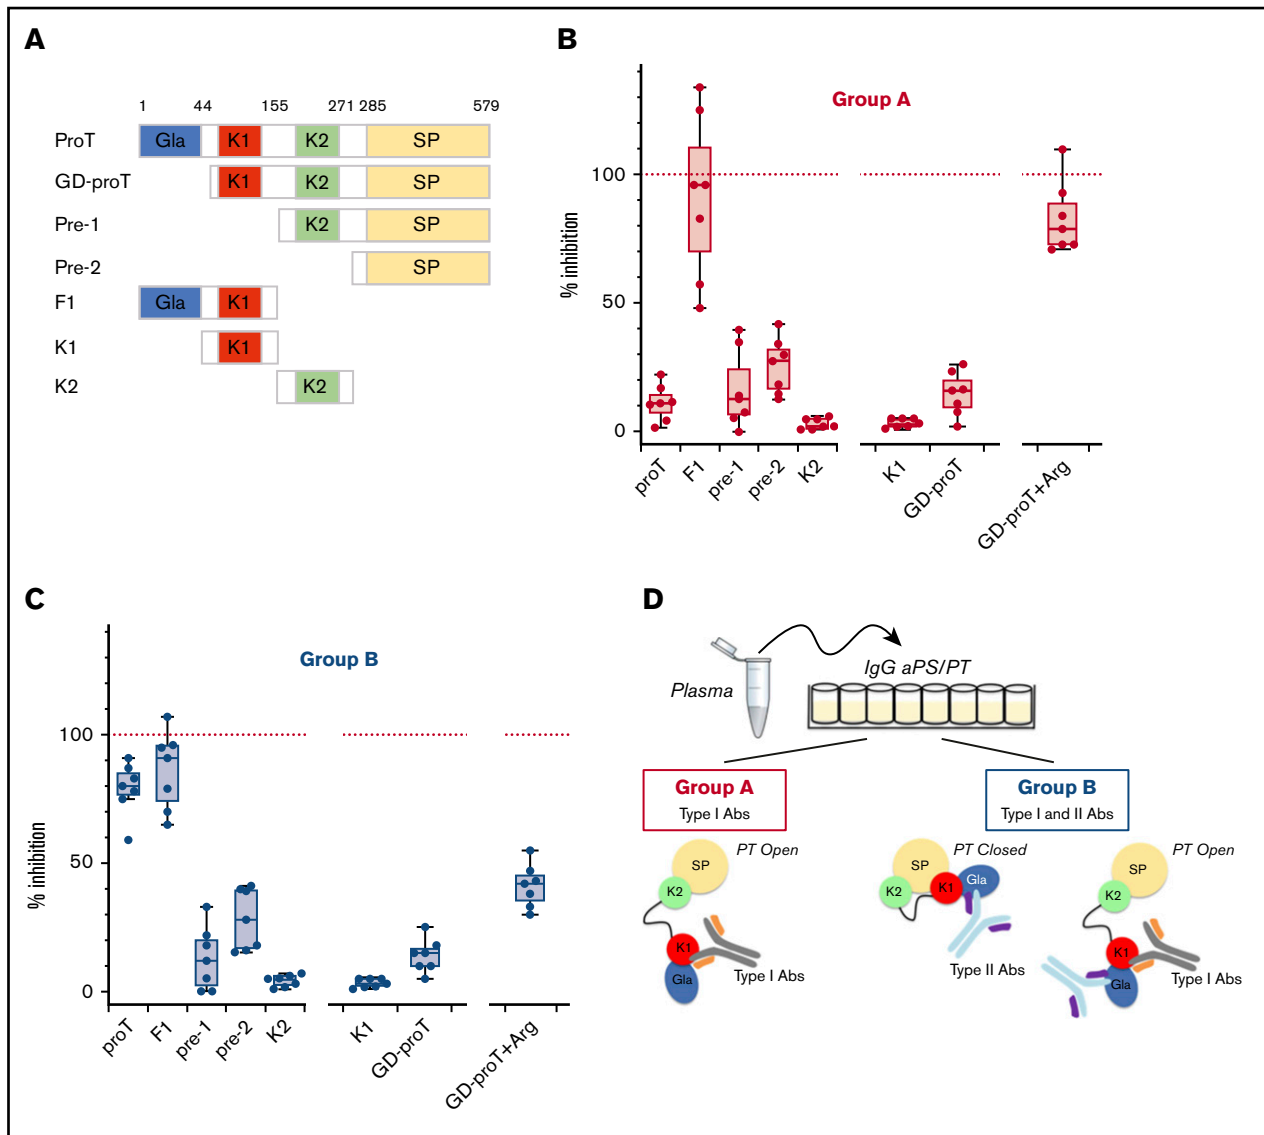 A
1 44 155 271 285 579
ProT Gla K1 K2 SP
GD-proT K1 K2 SP
Pre-1 K2 SP
Pre-2 SP
F1 Gla K1
K1 K1
K2 K2
B
Group A
% inhibition
100
50
0
proT F1 pre-1 pre-2 K2 K1 GD-proT GD-proT+Arg
C
Group B
% inhibition
100
50
0
proT F1 pre-1 pre-2 K2 K1 GD-proT GD-proT+Arg
D
Plasma
IgG aPS/PT
Group A
Type I Abs
Group B
Type I and II Abs
PT Open
SP
K2
K1
Gla
Type I Abs
PT Closed
SP
K2
K1
Gla
Type II Abs
PT Open
SP
K2
K1
Gla
Type I Abs